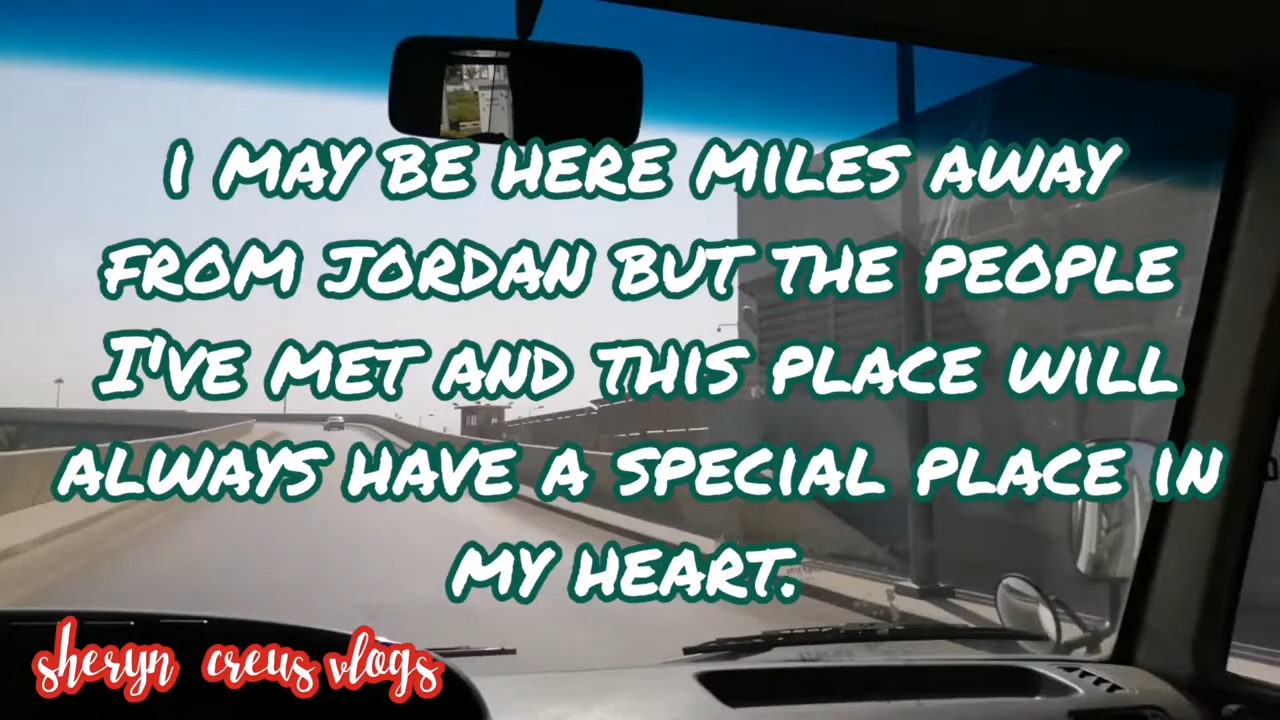 I MAY BE HERE MILES AWAY
FROM JORDAN BUT THE PEOPLE
I'VE MET AND THIS PLACE WILL
ALWAYS HAVE A SPECIAL PLACE IN
MY HEART.
sheryn creus vlogs